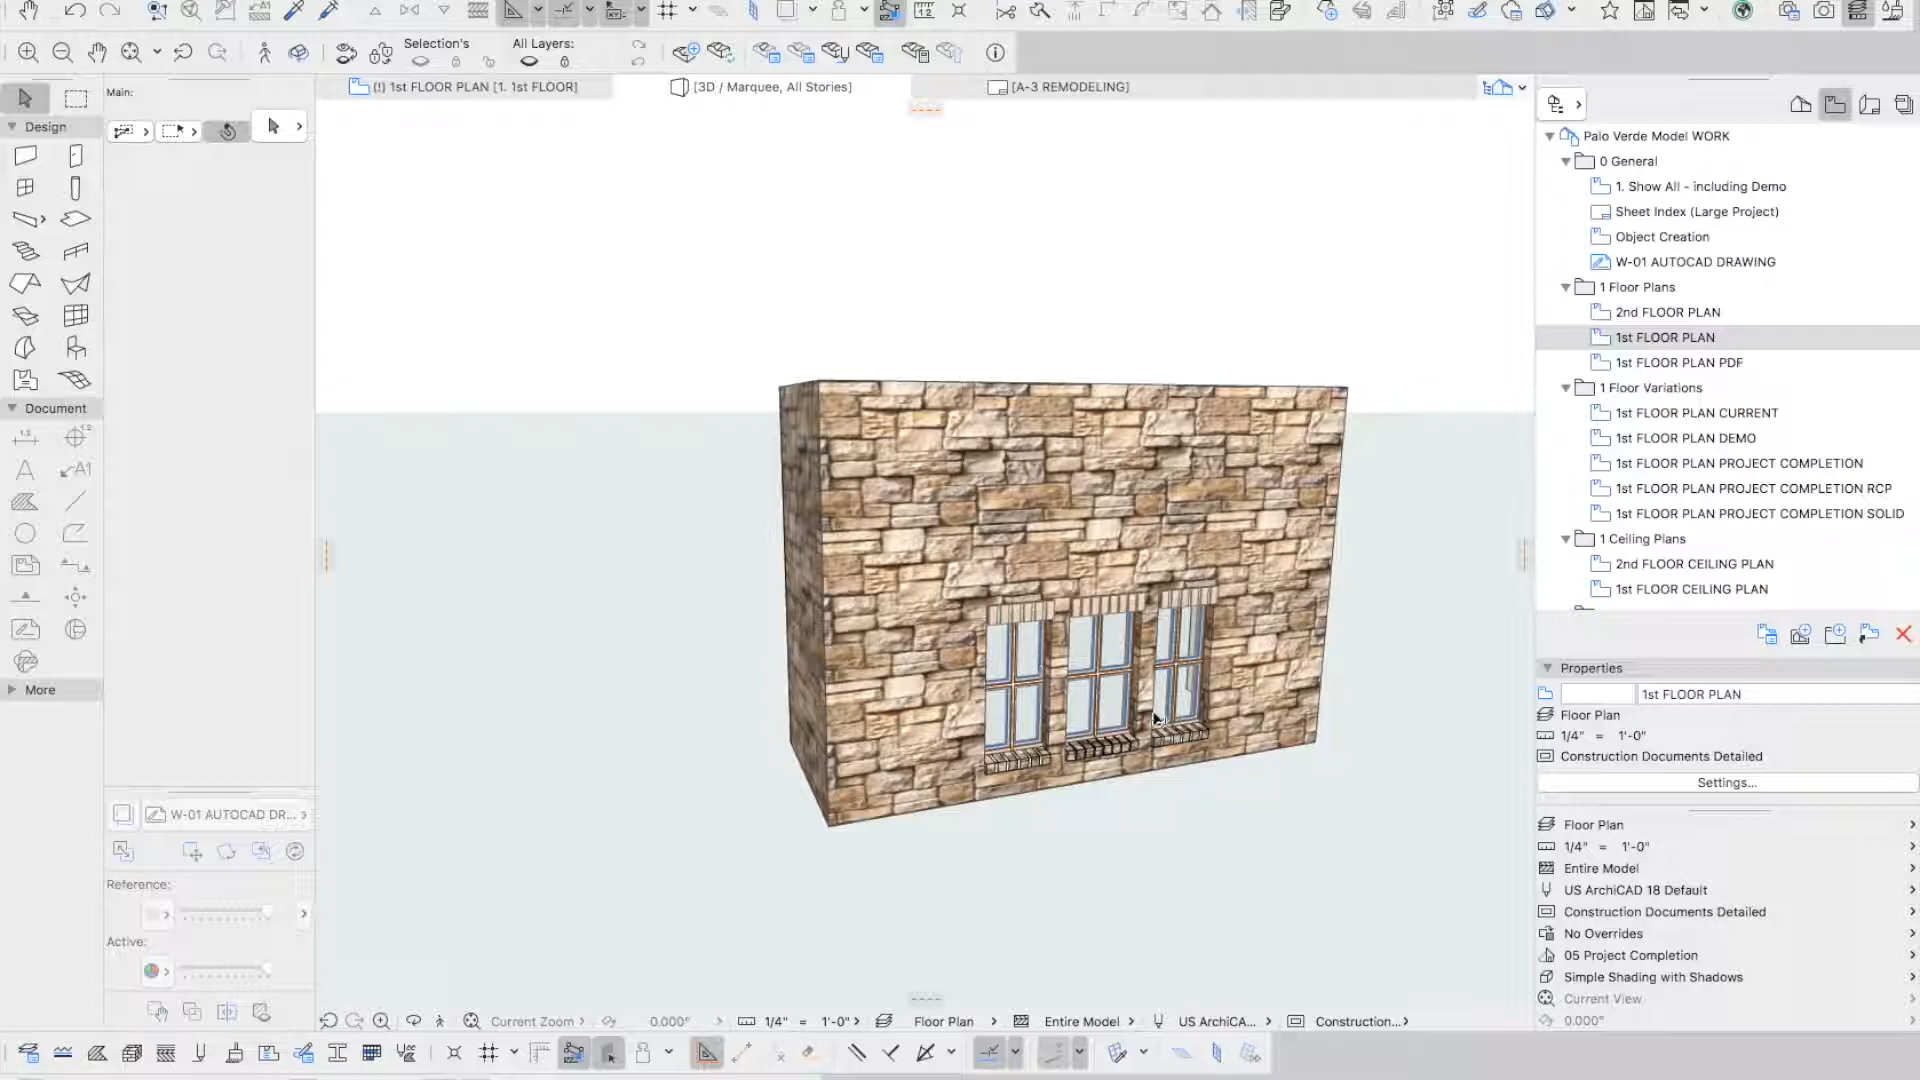 Selection's
All Layers:
(!) 1st FLOOR PLAN [1. 1st FLOOR]
[3D / Marquee, All Stories]
[A-3 REMODELING]
Main:
Design
Document
More
W-01 AUTOCAD DR...
Reference:
Active:
Palo Verde Model WORK
0 General
1. Show All - including Demo
Sheet Index (Large Project)
Object Creation
W-01 AUTOCAD DRAWING
1 Floor Plans
2nd FLOOR PLAN
1st FLOOR PLAN
1st FLOOR PLAN PDF
1 Floor Variations
1st FLOOR PLAN CURRENT
1st FLOOR PLAN DEMO
1st FLOOR PLAN PROJECT COMPLETION
1st FLOOR PLAN PROJECT COMPLETION RCP
1st FLOOR PLAN PROJECT COMPLETION SOLID
1 Ceiling Plans
2nd FLOOR CEILING PLAN
1st FLOOR CEILING PLAN
Properties
1st FLOOR PLAN
Floor Plan
1/4" = 1'-0"
Construction Documents Detailed
Settings...
Floor Plan
1/4" = 1'-0"
Entire Model
US ArchiCAD 18 Default
Construction Documents Detailed
No Overrides
05 Project Completion
Simple Shading with Shadows
Current View
0.000°
Current Zoom
0.000°
1/4" = 1'-0"
Floor Plan
Entire Model
US ArchiCA...
Construction...